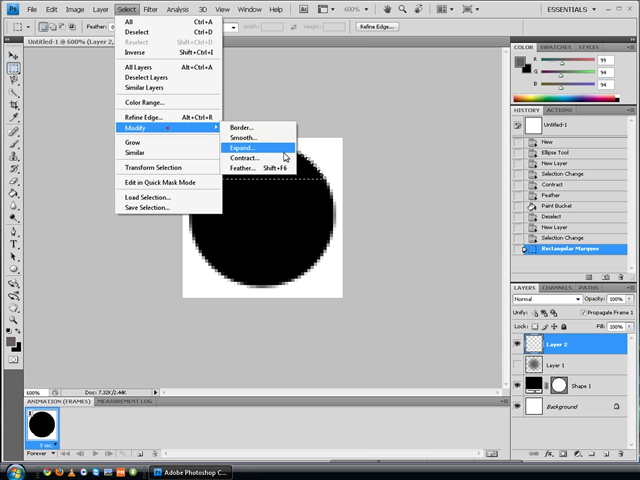 Ps File Edit Image Layer Select Filter Analysis 3D View Window Help 600% ESSENTIALS
Feather: Height: Refine Edge...
Untitled-1 @ 600% (Layer 2,
All Ctrl+A
Deselect Ctrl+D
Reselect Shift+Ctrl+D
Inverse Shift+Ctrl+I
All Layers Alt+Ctrl+A
Deselect Layers
Similar Layers
Color Range...
Refine Edge... Alt+Ctrl+R
Modify
Grow
Similar
Transform Selection
Edit in Quick Mask Mode
Load Selection...
Save Selection...
Border...
Smooth...
Expand...
Contract...
Feather... Shift+F6
COLOR SWATCHES STYLES
R 99
G 94
B 94
HISTORY
Untitled-1
New
Ellipse Tool
New Layer
Selection Change
Contract
Feather
Paint Bucket
Deselect
New Layer
Selection Change
Rectangular Marquee
LAYERS CHANNELS PATHS
Normal Opacity: 100%
Unify: Propagate Frame 1
Lock: Fill: 100%
Layer 2
Layer 1
Shape 1
Background
600% Doc: 7.32K/2.44K
ANIMATION (FRAMES) MEASUREMENT LOG
1
0 sec.
Forever
Start Adobe Photoshop C...